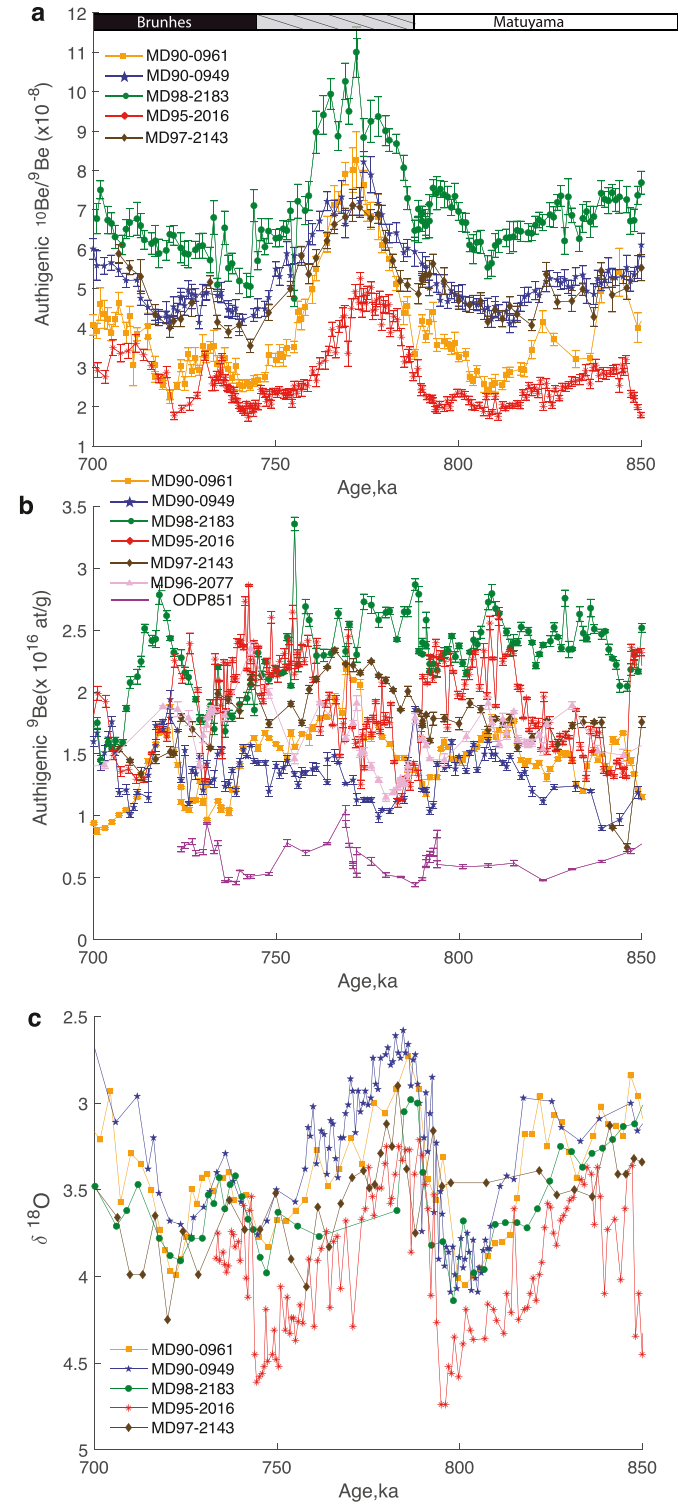 a
12
Brunhes
Matuyama
11
10
9
8
7
6
5
4
3
2
1
Authigenic ¹⁰Be/⁹Be (x10⁻⁸)
MD90-0961
MD90-0949
MD98-2183
MD95-2016
MD97-2143
700
750
800
850
Age,ka
b
3.5
3
2.5
2
1.5
1
0.5
0
Authigenic ⁹Be(x 10¹⁶ at/g)
MD90-0961
MD90-0949
MD98-2183
MD95-2016
MD97-2143
MD96-2077
ODP851
700
750
800
850
Age,ka
c
2.5
3
3.5
4
4.5
5
δ ¹⁸O
MD90-0961
MD90-0949
MD98-2183
MD95-2016
MD97-2143
700
750
800
850
Age,ka